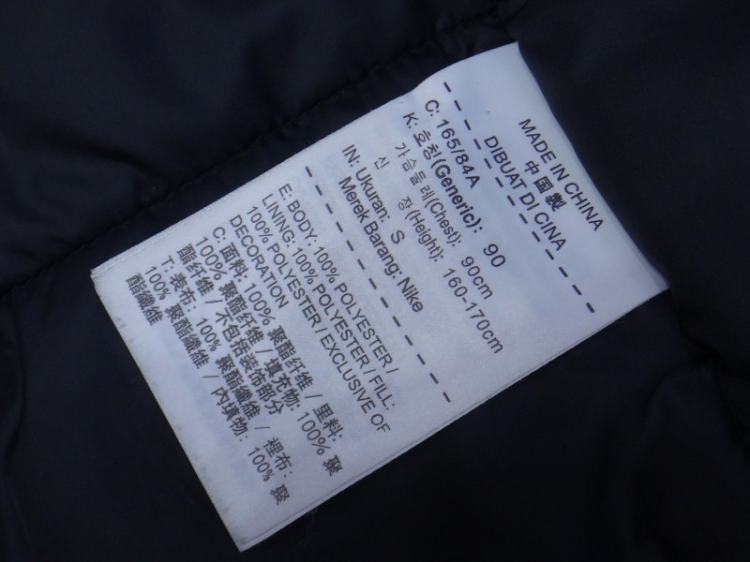 MADE IN CHINA
中国製
DIBUAT DI CINA
C: 165/84A
K: 호칭(Generic): 90
가슴둘레(Chest): 90cm
신 장(Height): 160-170cm
IN: Ukuran: S
Merek Barang: Nike
E: BODY: 100% POLYESTER/
LINING: 100% POLYESTER / FILL:
100% POLYESTER / EXCLUSIVE OF
DECORATION
C: 面料: 100% 聚酯纤维 / 里料:
100% 聚酯纤维 / 填充物: 100% 聚
酯纤维 / 不包括装饰部分
T: 表布: 100% 聚酯纖維 / 裡布:
100% 聚酯纖維 / 內填物: 100% 聚
酯纖維